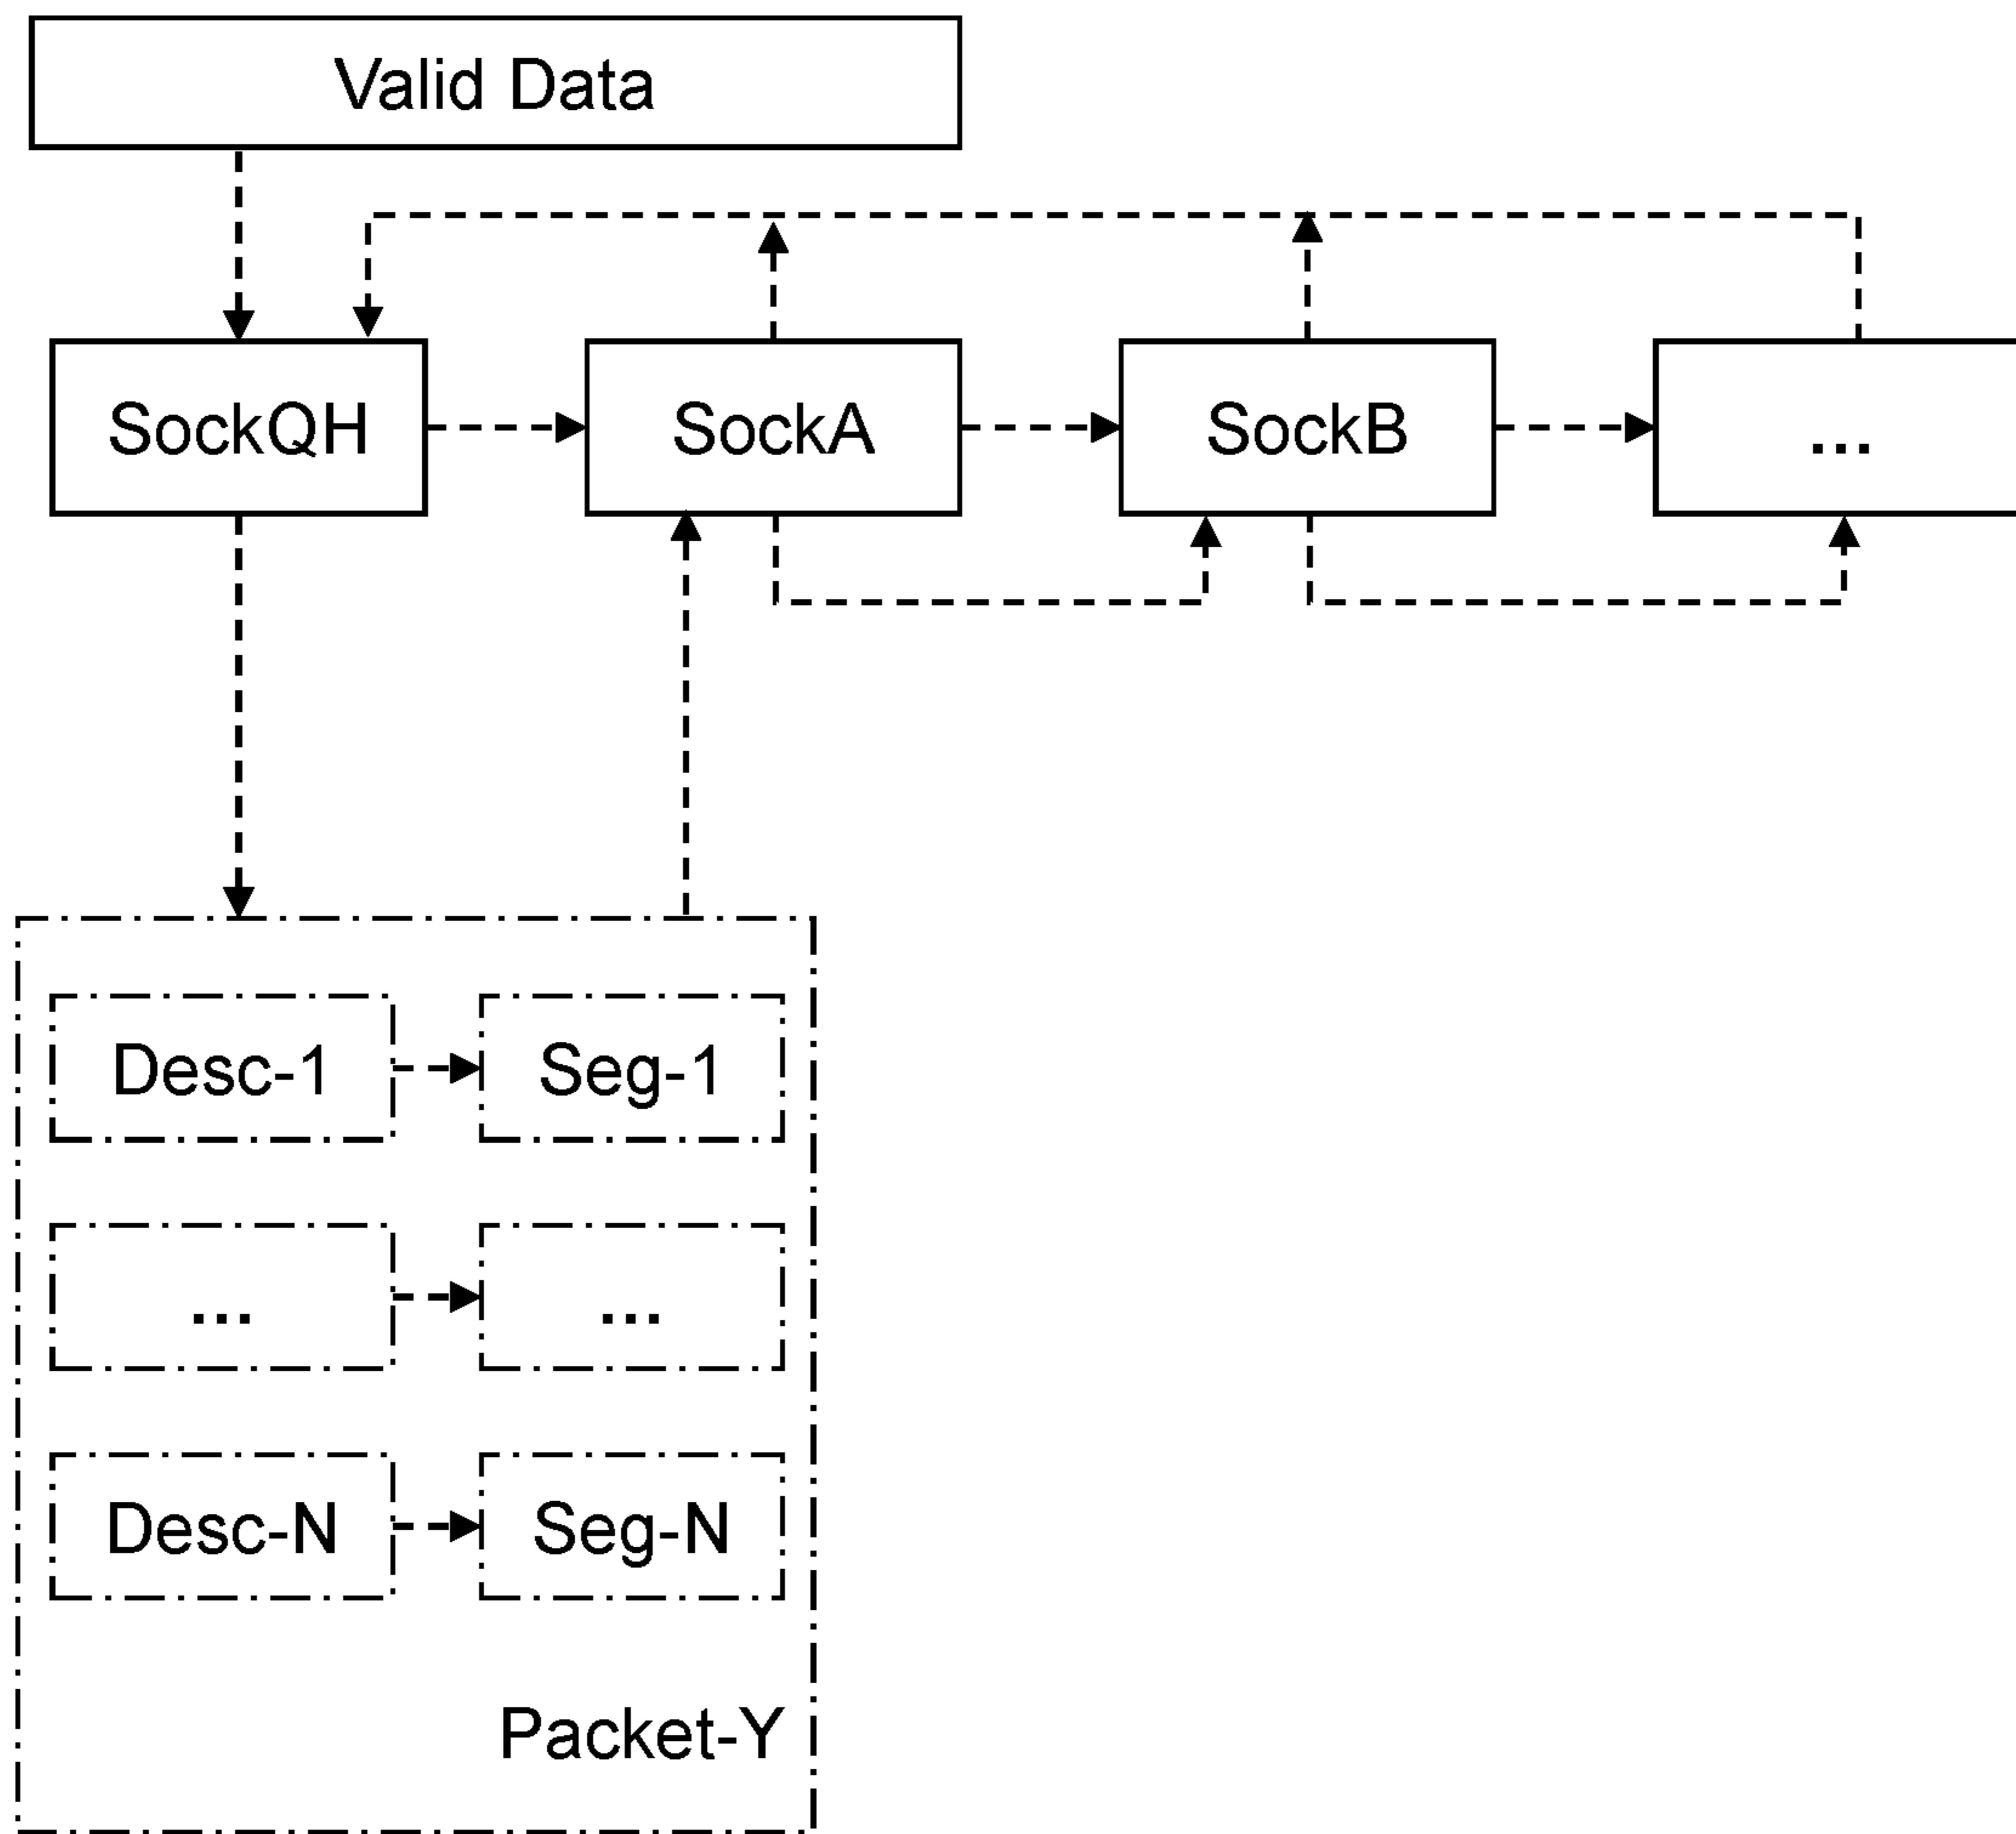 Valid Data
SockQH
SockA
SockB
...
Desc-1
Seg-1
...
...
Desc-N
Seg-N
Packet-Y